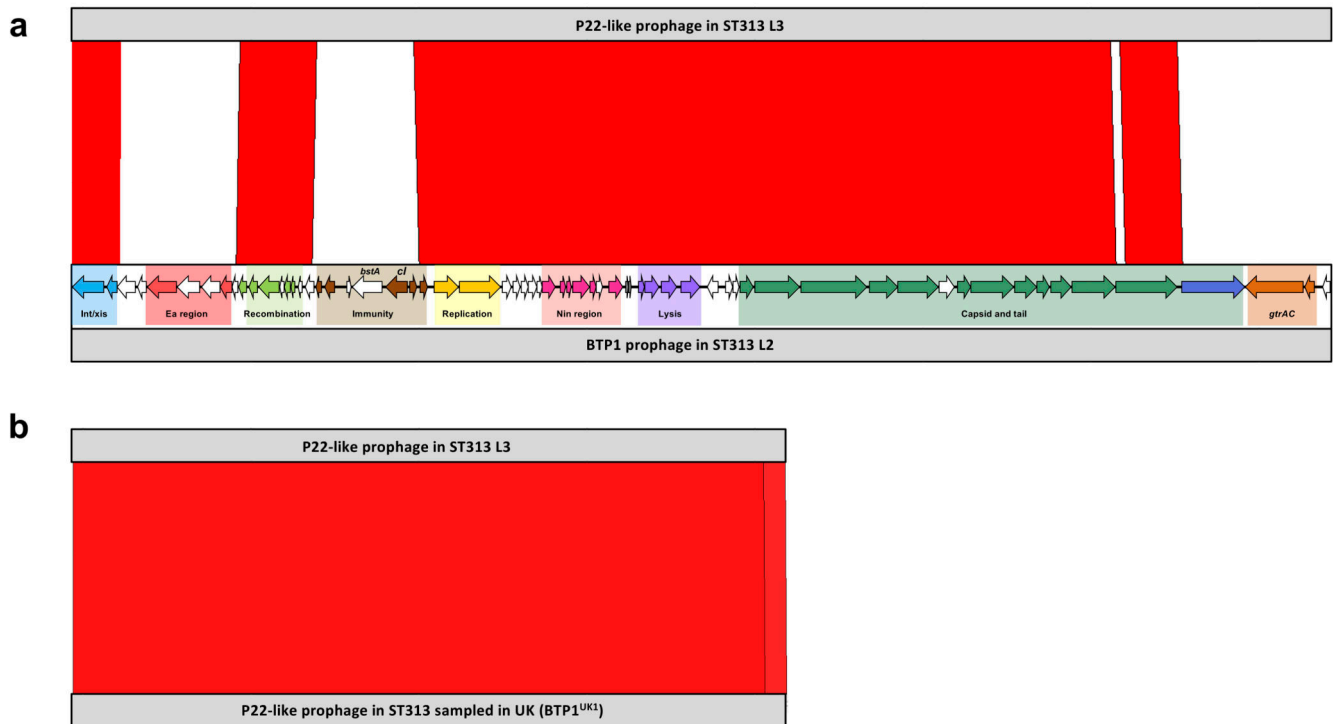 a
P22-like prophage in ST313 L3
bstA
cI
Int/xis
Ea region
Recombination
Immunity
Replication
Nin region
Lysis
Capsid and tail
gtrAC
BTP1 prophage in ST313 L2
b
P22-like prophage in ST313 L3
P22-like prophage in ST313 sampled in UK (BTP1ᵁᴷ¹)